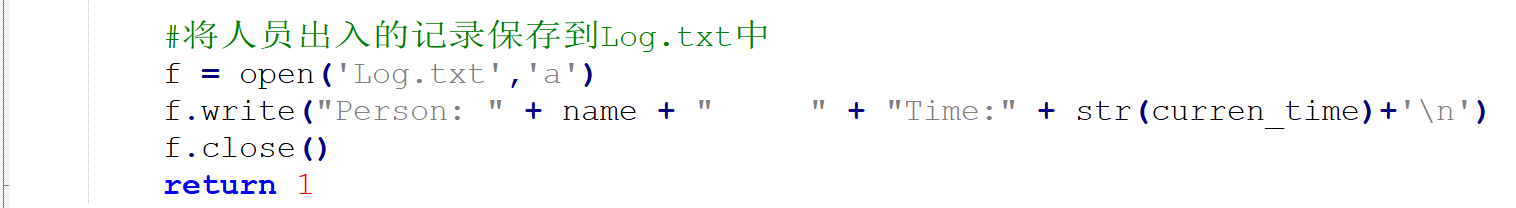 #将人员出入的记录保存到Log.txt中
f = open('Log.txt','a')
f.write("Person: " + name + "     " + "Time:" + str(curren_time)+'\n')
f.close()
return 1